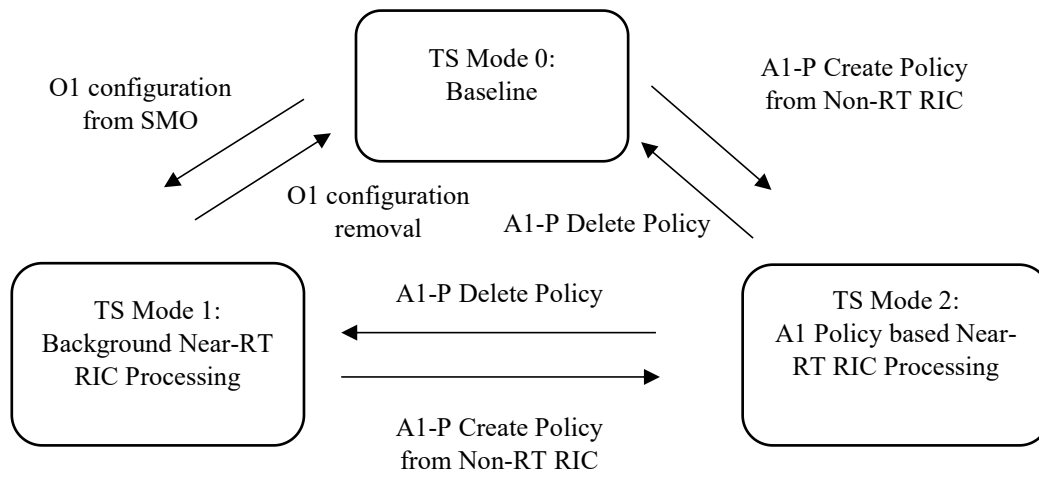 TS Mode 0:
Baseline
O1 configuration
from SMO
A1-P Create Policy
from Non-RT RIC
O1 configuration
removal
A1-P Delete Policy
TS Mode 1:
Background Near-RT
RIC Processing
A1-P Delete Policy
TS Mode 2:
A1 Policy based Near-
RT RIC Processing
A1-P Create Policy
from Non-RT RIC